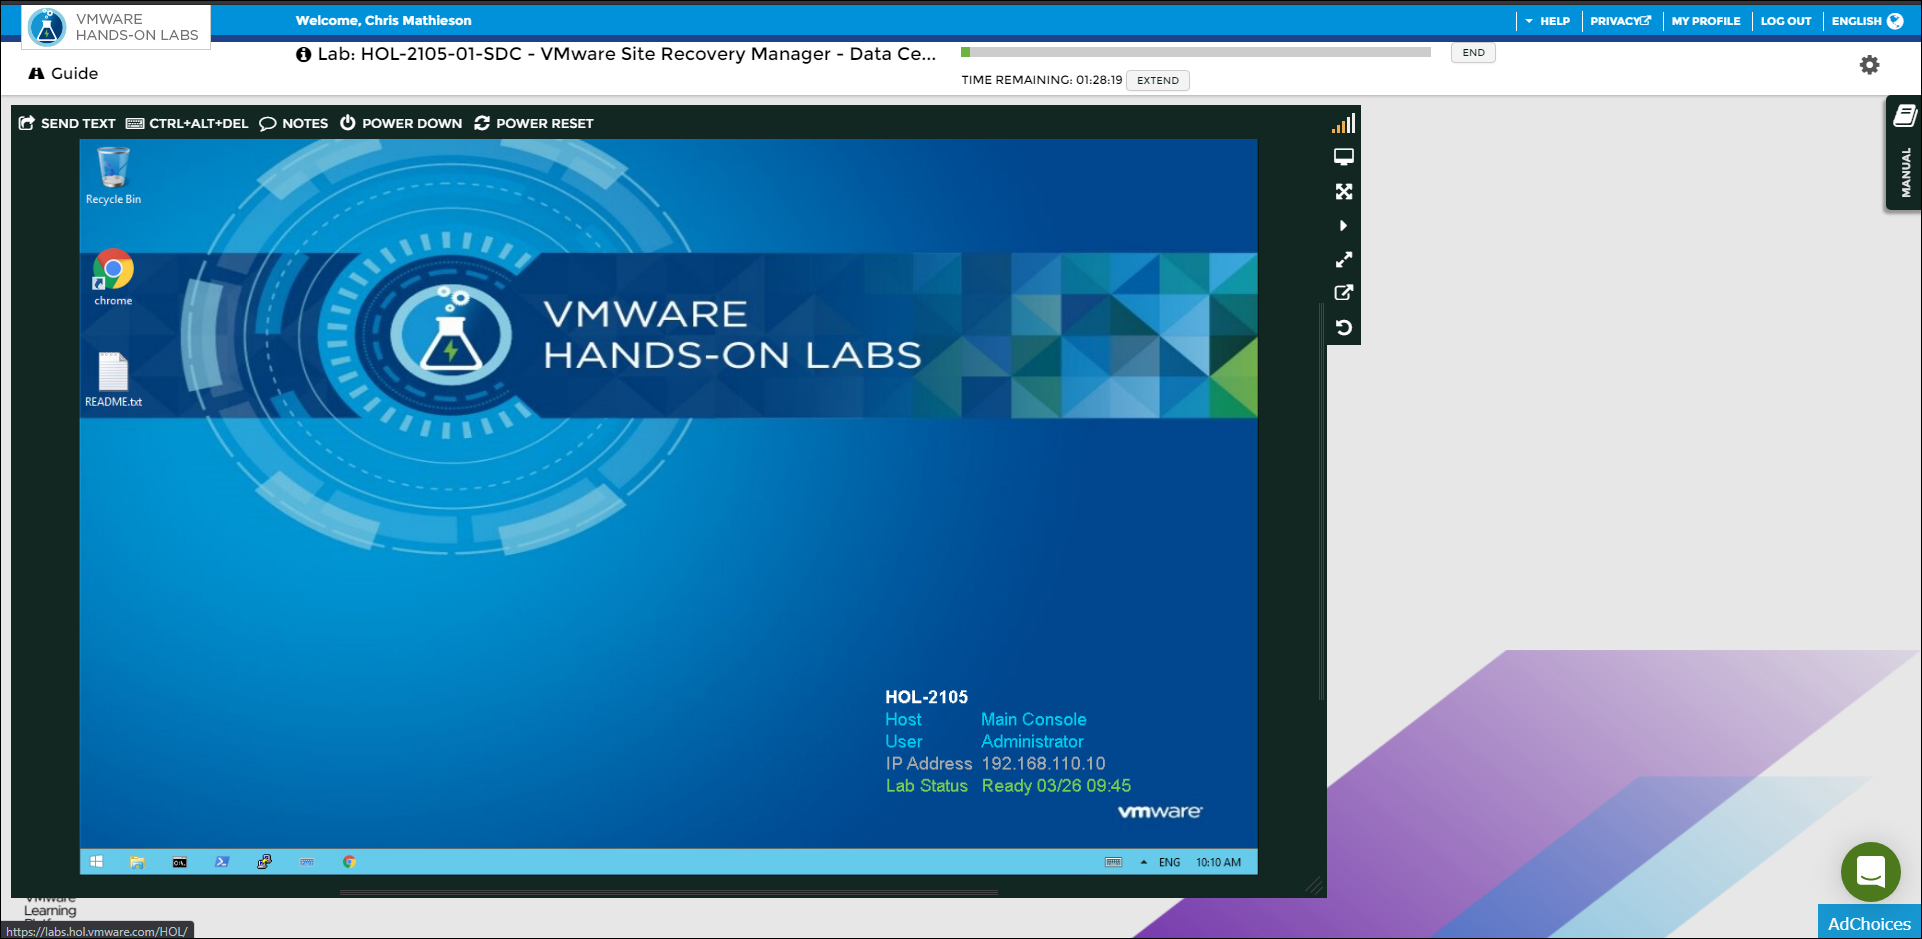 VMWARE
HANDS-ON LABS
Welcome, Chris Mathieson
HELP
PRIVACY
MY PROFILE
LOG OUT
ENGLISH
Lab: HOL-2105-01-SDC - VMware Site Recovery Manager - Data Ce...
END
Guide
TIME REMAINING: 01:28:19
EXTEND
SEND TEXT
CTRL+ALT+DEL
NOTES
POWER DOWN
POWER RESET
MANUAL
Recycle Bin
chrome
README.txt
VMWARE
HANDS-ON LABS
HOL-2105
Host Main Console
User Administrator
IP Address 192.168.110.10
Lab Status Ready 03/26 09:45
vmware
ENG
10:10 AM
VMware
Learning
https://labs.hol.vmware.com/HOL/
AdChoices